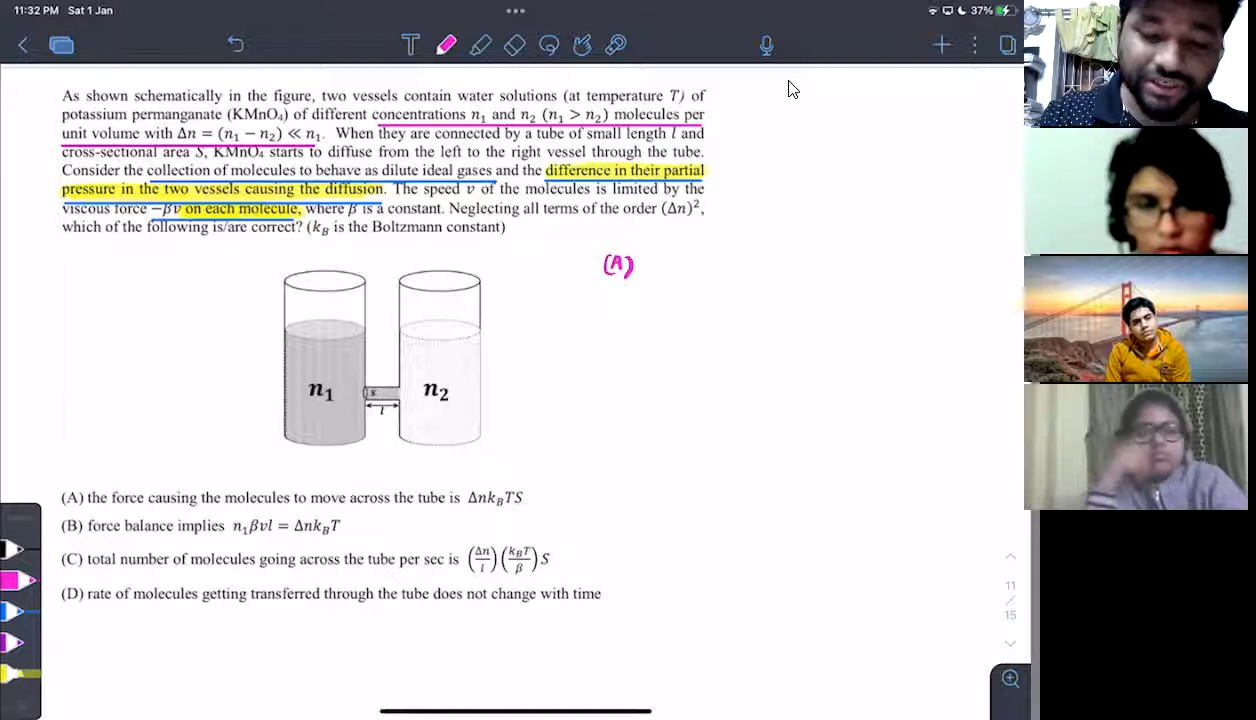 11:32 PM Sat 1 Jan
37%
T
As shown schematically in the figure, two vessels contain water solutions (at temperature T) of
potassium permanganate (KMnO₄) of different concentrations n₁ and n₂ (n₁ > n₂) molecules per
unit volume with Δn = (n₁ − n₂) ≪ n₁. When they are connected by a tube of small length l and
cross-sectional area S, KMnO₄ starts to diffuse from the left to the right vessel through the tube.
Consider the collection of molecules to behave as dilute ideal gases and the difference in their partial
pressure in the two vessels causing the diffusion. The speed v of the molecules is limited by the
viscous force −βv on each molecule, where β is a constant. Neglecting all terms of the order (Δn)²,
which of the following is/are correct? (k_B is the Boltzmann constant)
(A)
n₁
s
n₂
l
(A) the force causing the molecules to move across the tube is Δnk_BTS
(B) force balance implies n₁βvl = Δnk_BT
(C) total number of molecules going across the tube per sec is (Δn/l)(k_BT/β)S
(D) rate of molecules getting transferred through the tube does not change with time
11
/
15